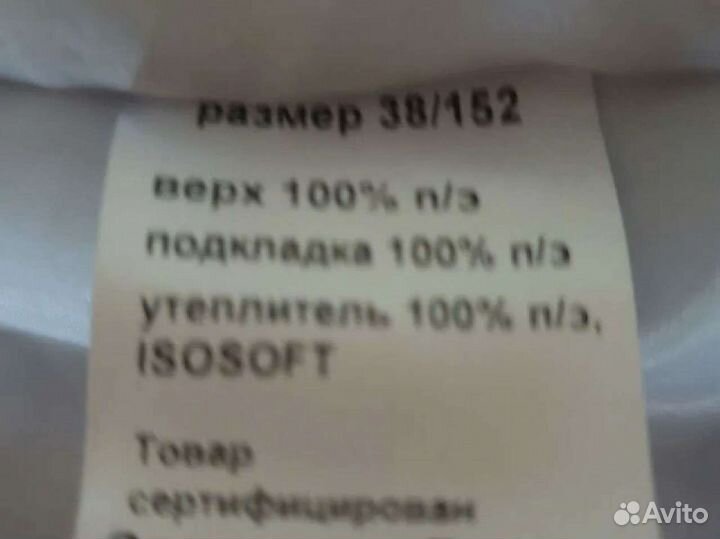 размер 38/152
верх 100% п/э
подкладка 100% п/э
утеплитель 100% п/э,
ISOSOFT
Товар
сертифицирован
Avito